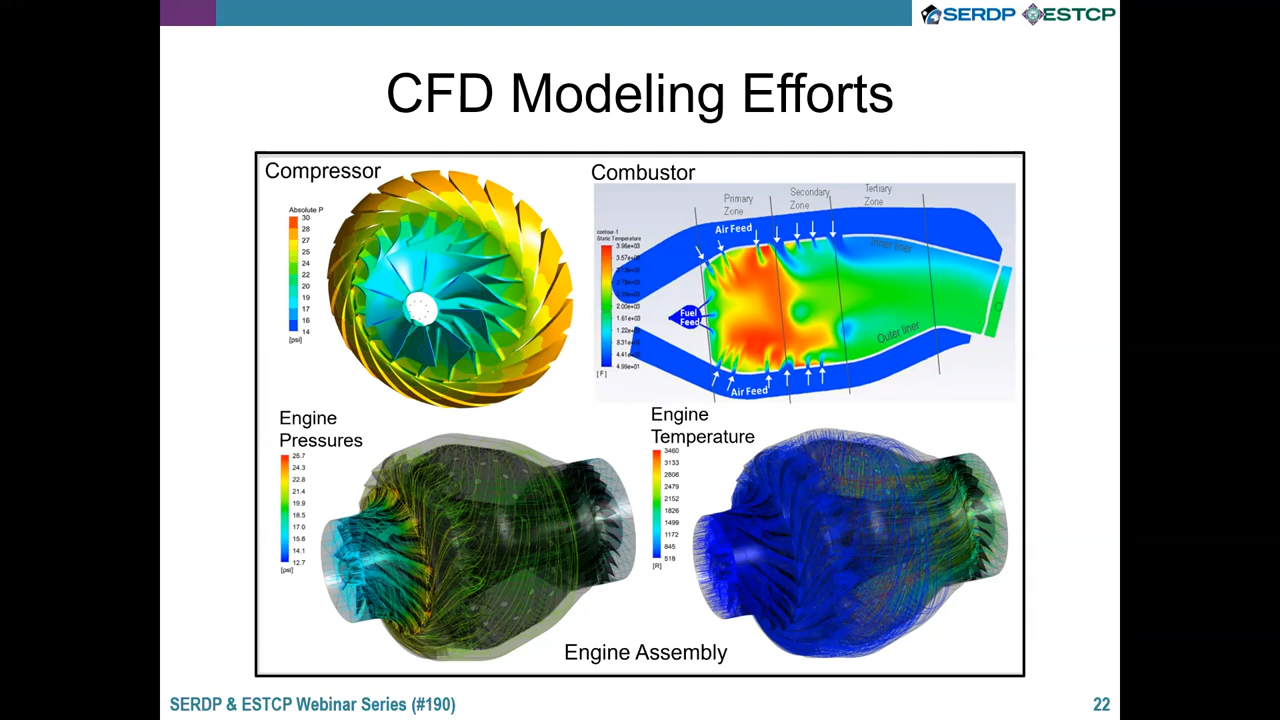 SERDP ESTCP
CFD Modeling Efforts
Compressor
Absolute P
30
28
27
25
24
22
20
19
17
16
14
[psi]
Combustor
Primary
Zone
Secondary
Zone
Tertiary
Zone
Air Feed
Inner liner
contour-1
Static Temperature
3.96e+03
3.57e+03
2.00e+03
1.61e+03
1.22e+03
8.31e+02
4.41e+02
4.99e+01
[F]
Fuel
Feed
Outer liner
Air Feed
Engine
Pressures
25.7
24.3
22.8
21.4
19.9
18.5
17.0
15.6
14.1
12.7
[psi]
Engine
Temperature
3460
3133
2806
2479
2152
1826
1499
1172
845
518
[R]
Engine Assembly
SERDP & ESTCP Webinar Series (#190)
22